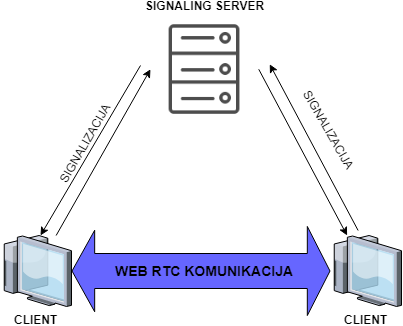 SIGNALING SERVER
SIGNALIZACIJA
SIGNALIZACIJA
WEB RTC KOMUNIKACIJA
CLIENT
CLIENT